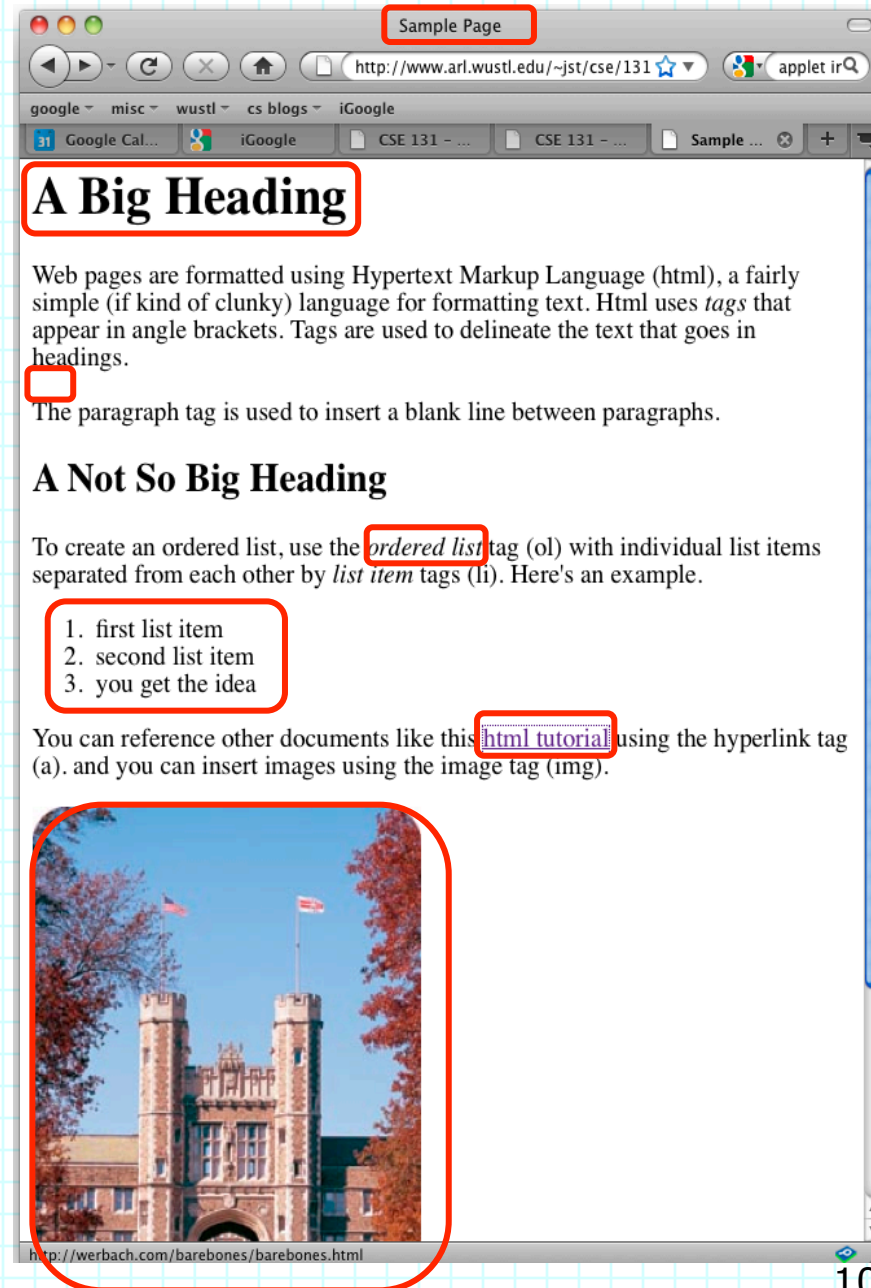 Sample Page
http://www.arl.wustl.edu/~jst/cse/131
applet ir
google misc wustl cs blogs iGoogle
31 Google Cal... iGoogle CSE 131 - ... CSE 131 - ... Sample ... +
A Big Heading
Web pages are formatted using Hypertext Markup Language (html), a fairly
simple (if kind of clunky) language for formatting text. Html uses tags that
appear in angle brackets. Tags are used to delineate the text that goes in
headings.
The paragraph tag is used to insert a blank line between paragraphs.
A Not So Big Heading
To create an ordered list, use the ordered list tag (ol) with individual list items
separated from each other by list item tags (li). Here's an example.
1. first list item
2. second list item
3. you get the idea
You can reference other documents like this html tutorial using the hyperlink tag
(a). and you can insert images using the image tag (img).
http://werbach.com/barebones/barebones.html
10